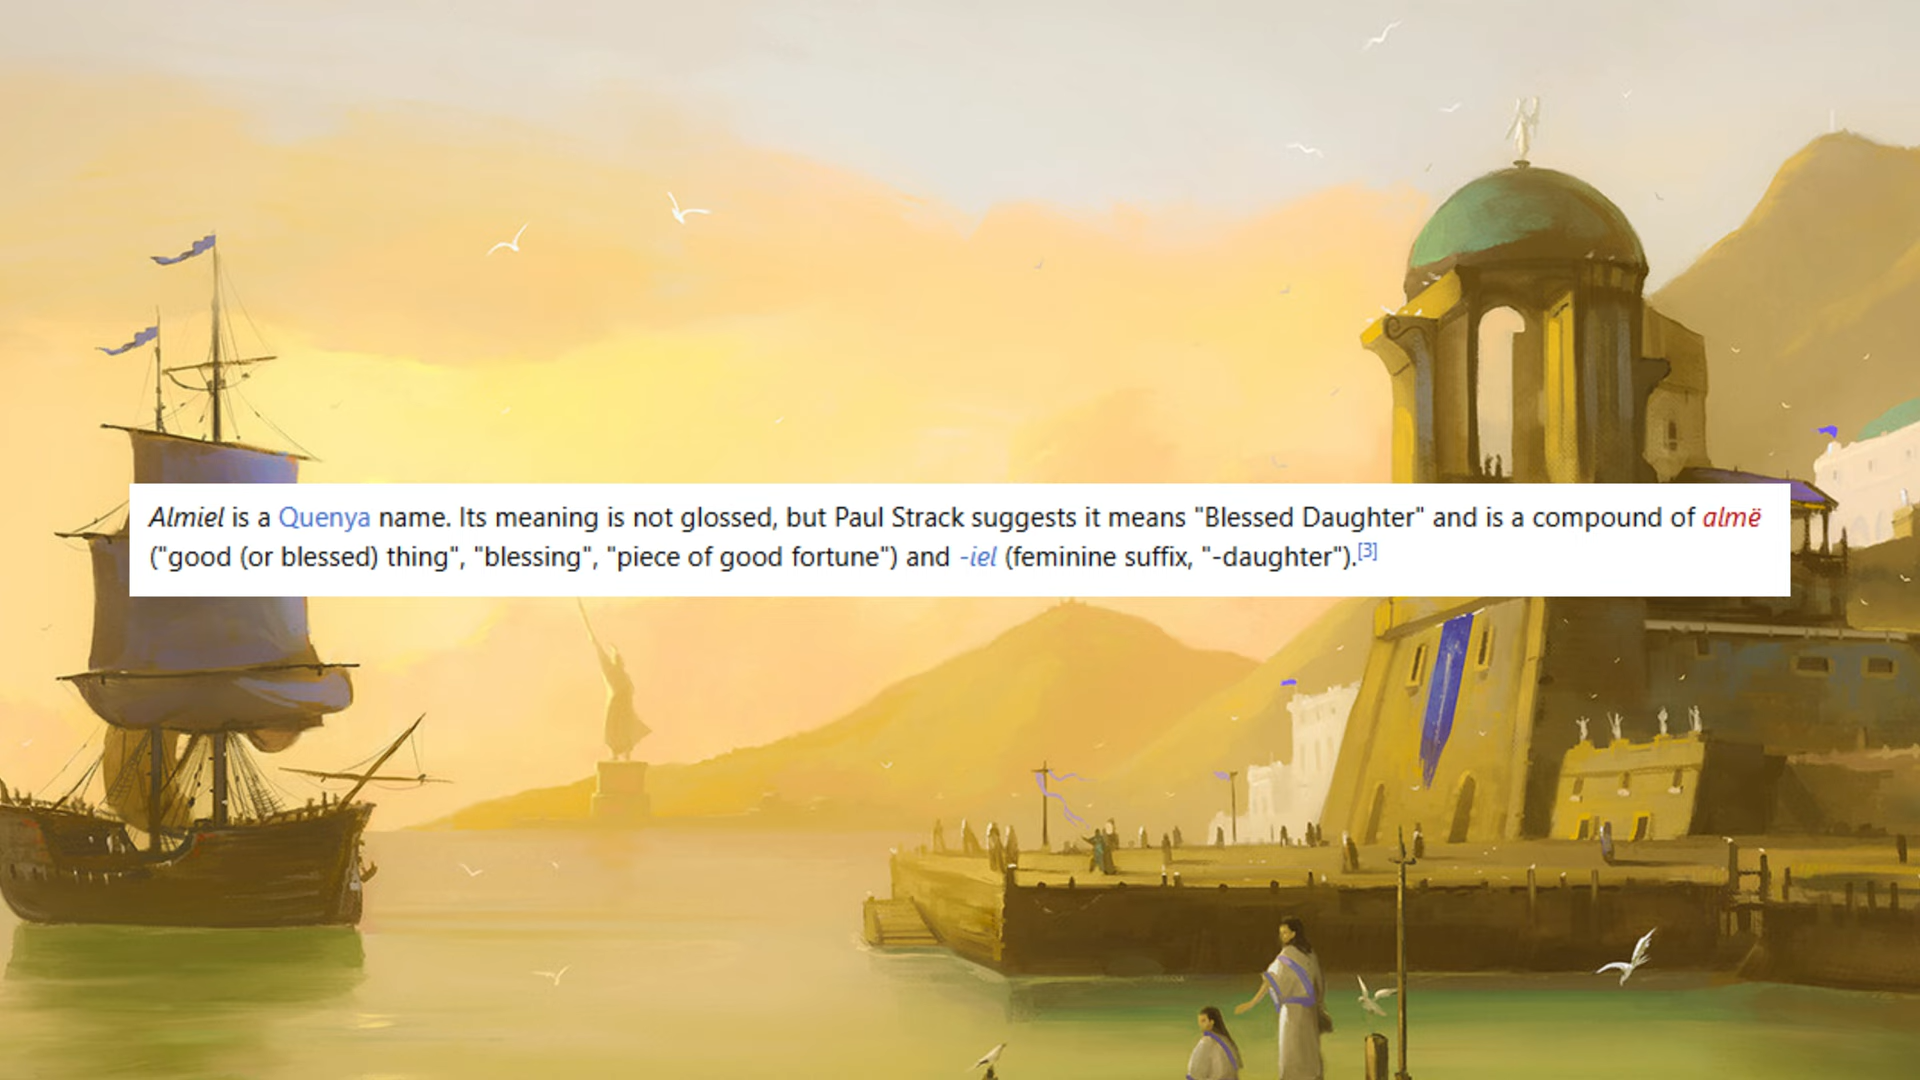 Almiel is a Quenya name. Its meaning is not glossed, but Paul Strack suggests it means "Blessed Daughter" and is a compound of almë
("good (or blessed) thing", "blessing", "piece of good fortune") and -iel (feminine suffix, "-daughter").[3]